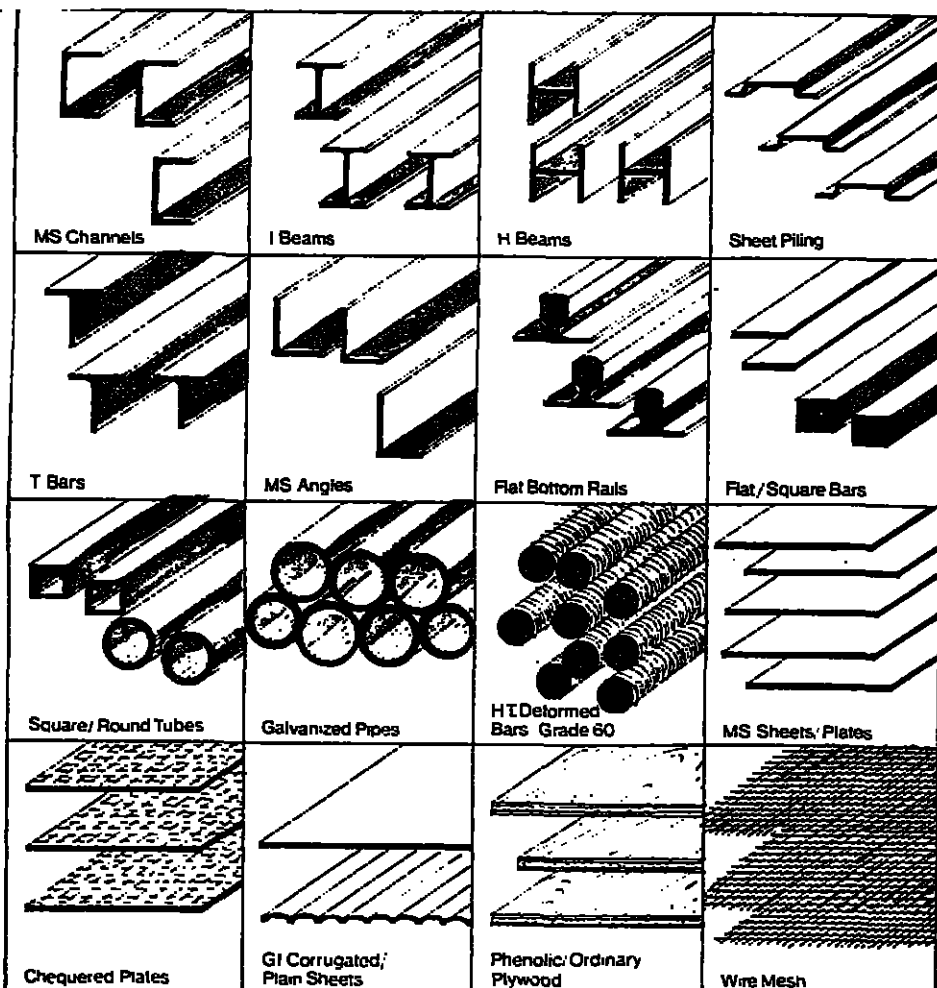 MS Channels
I Beams
H Beams
Sheet Piling
T Bars
MS Angles
Flat Bottom Rails
Flat/Square Bars
Square/Round Tubes
Galvanized Pipes
H.T. Deformed
Bars Grade 60
MS Sheets/Plates
Chequered Plates
GI Corrugated/
Plain Sheets
Phenolic/Ordinary
Plywood
Wire Mesh